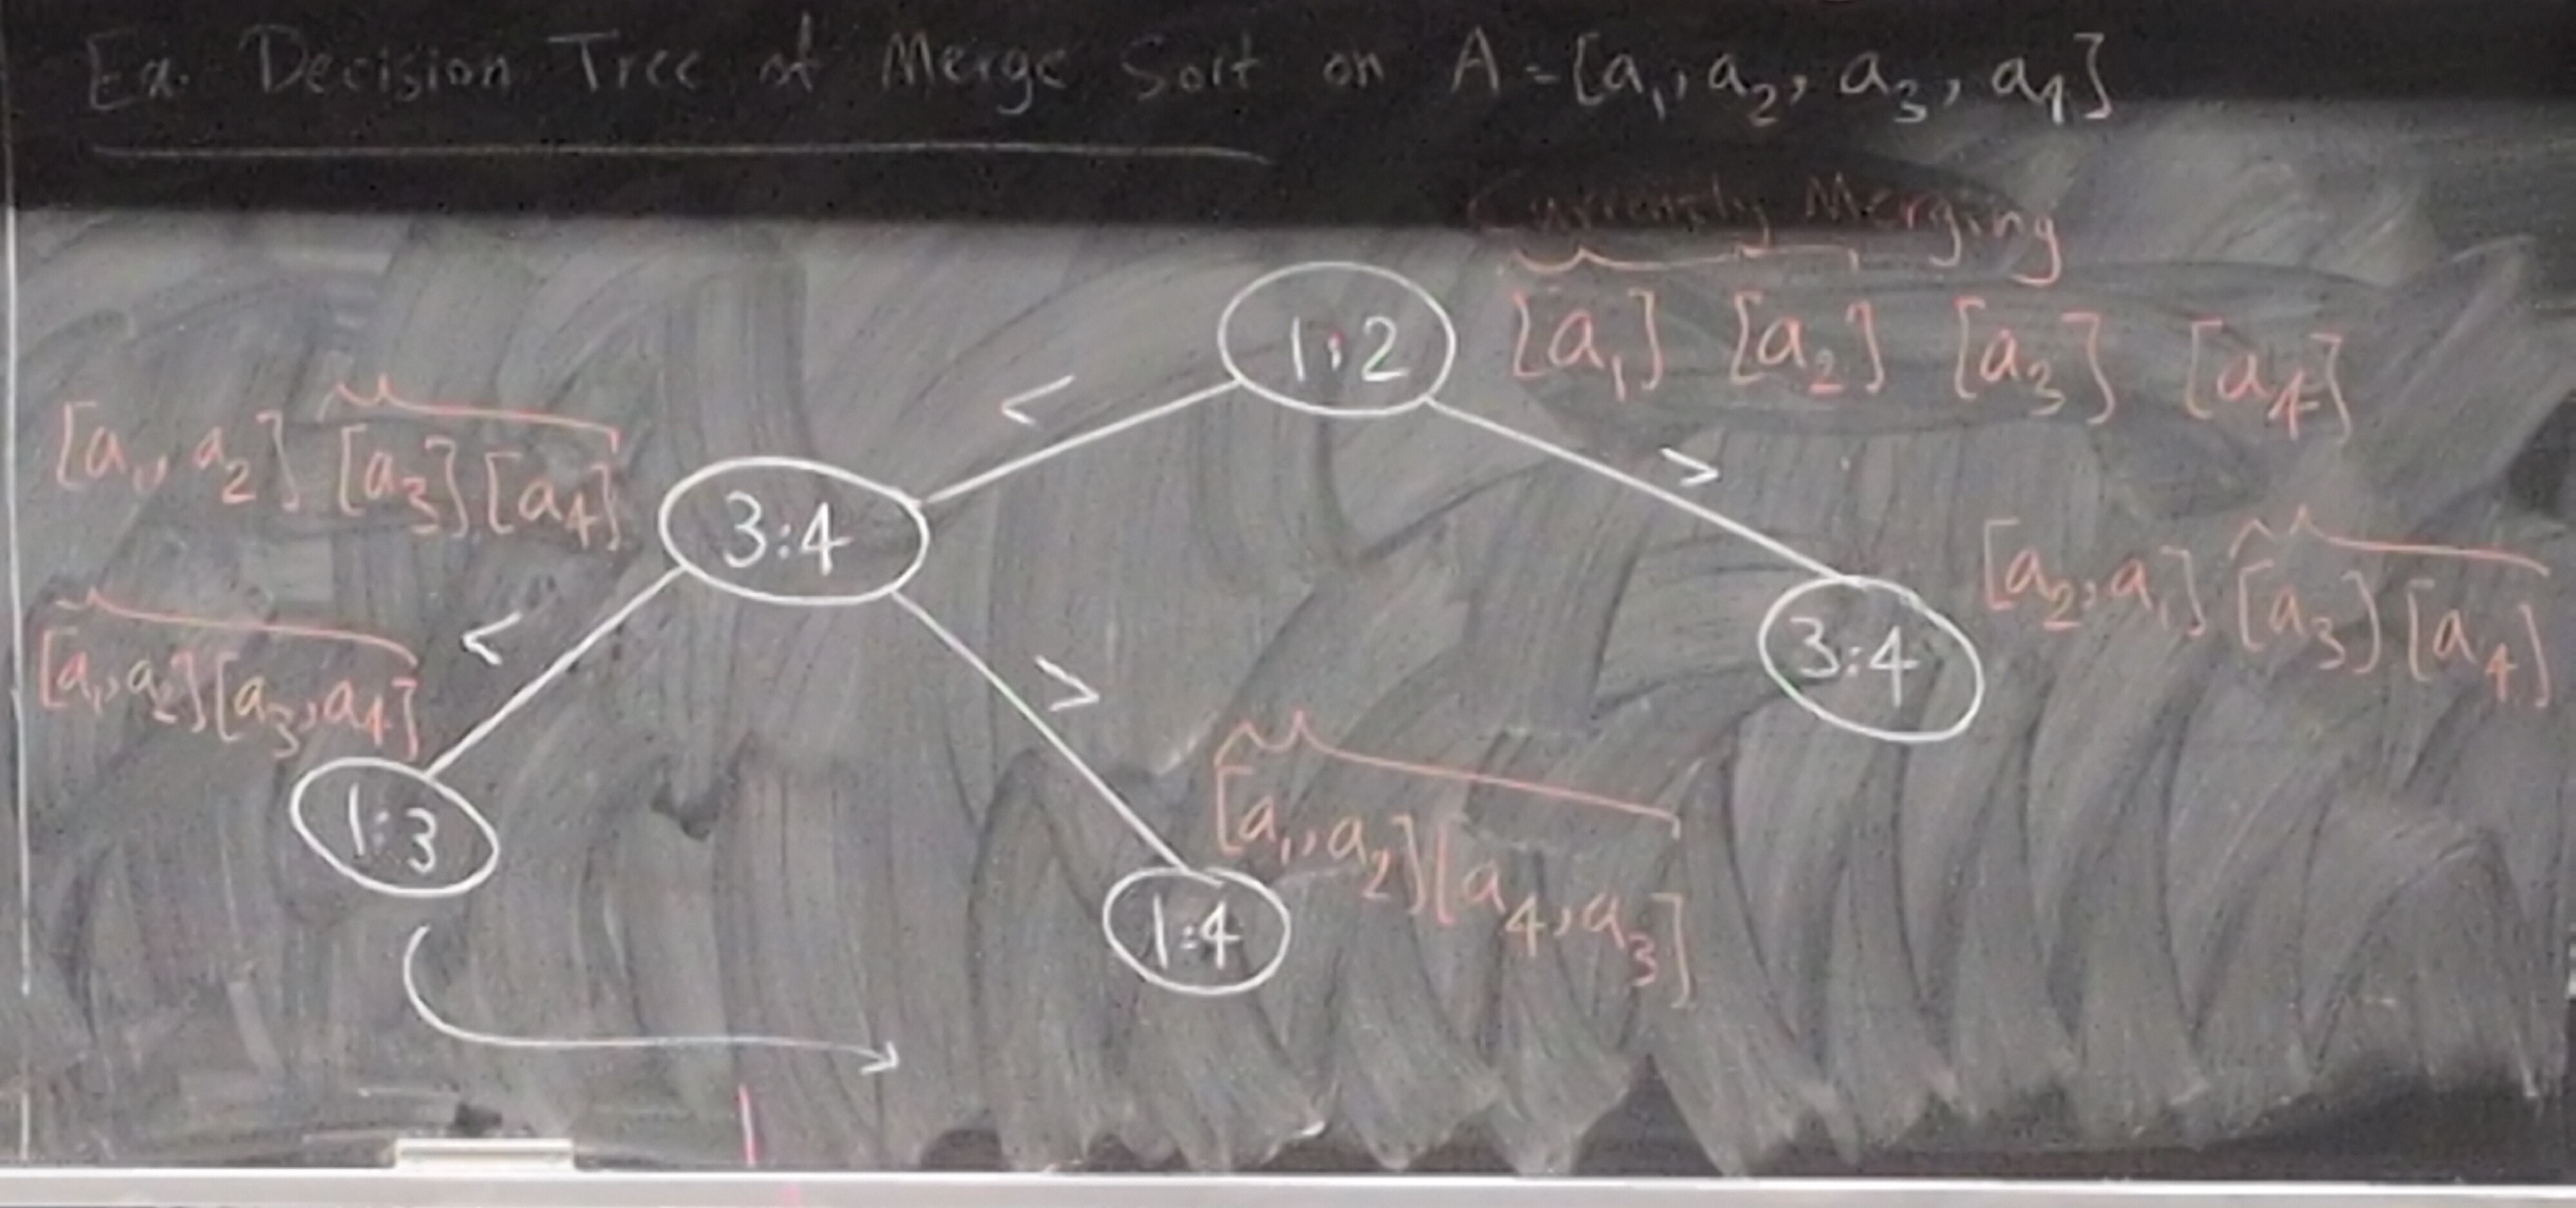 Ex. Decision Tree of Merge Sort on A=[a₁, a₂, a₃, a₄]
Currently Merging
1:2 [a₁] [a₂] [a₃] [a₄]
< >
[a₁, a₂] [a₃] [a₄] 3:4
3:4 [a₂, a₁] [a₃] [a₄]
< >
[a₁, a₂] [a₃, a₄]
1:3
[a₁, a₂] [a₄, a₃]
1:4